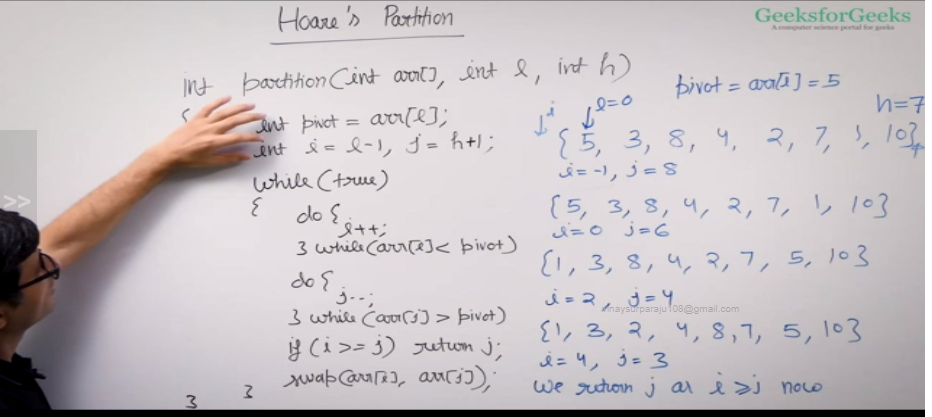 Hoare's Partition
GeeksforGeeks
A computer science portal for geeks
int partition(int arr[], int l, int h)
{
int pivot = arr[l];
int i = l-1, j = h+1;
while(true)
{
do {
i++;
} while(arr[i] < pivot)
do {
j--;
} while(arr[j] > pivot)
if (i >= j) return j;
swap(arr[i], arr[j]);
}
}
pivot = arr[l] = 5
i
l=0
h=7
{5, 3, 8, 4, 2, 7, 1, 10}
i=-1, j=8
{5, 3, 8, 4, 2, 7, 1, 10}
i=0 j=6
{1, 3, 8, 4, 2, 7, 5, 10}
i=2, j=4
{1, 3, 2, 4, 8, 7, 5, 10}
i=4, j=3
We return j as i ≥ j now
>>